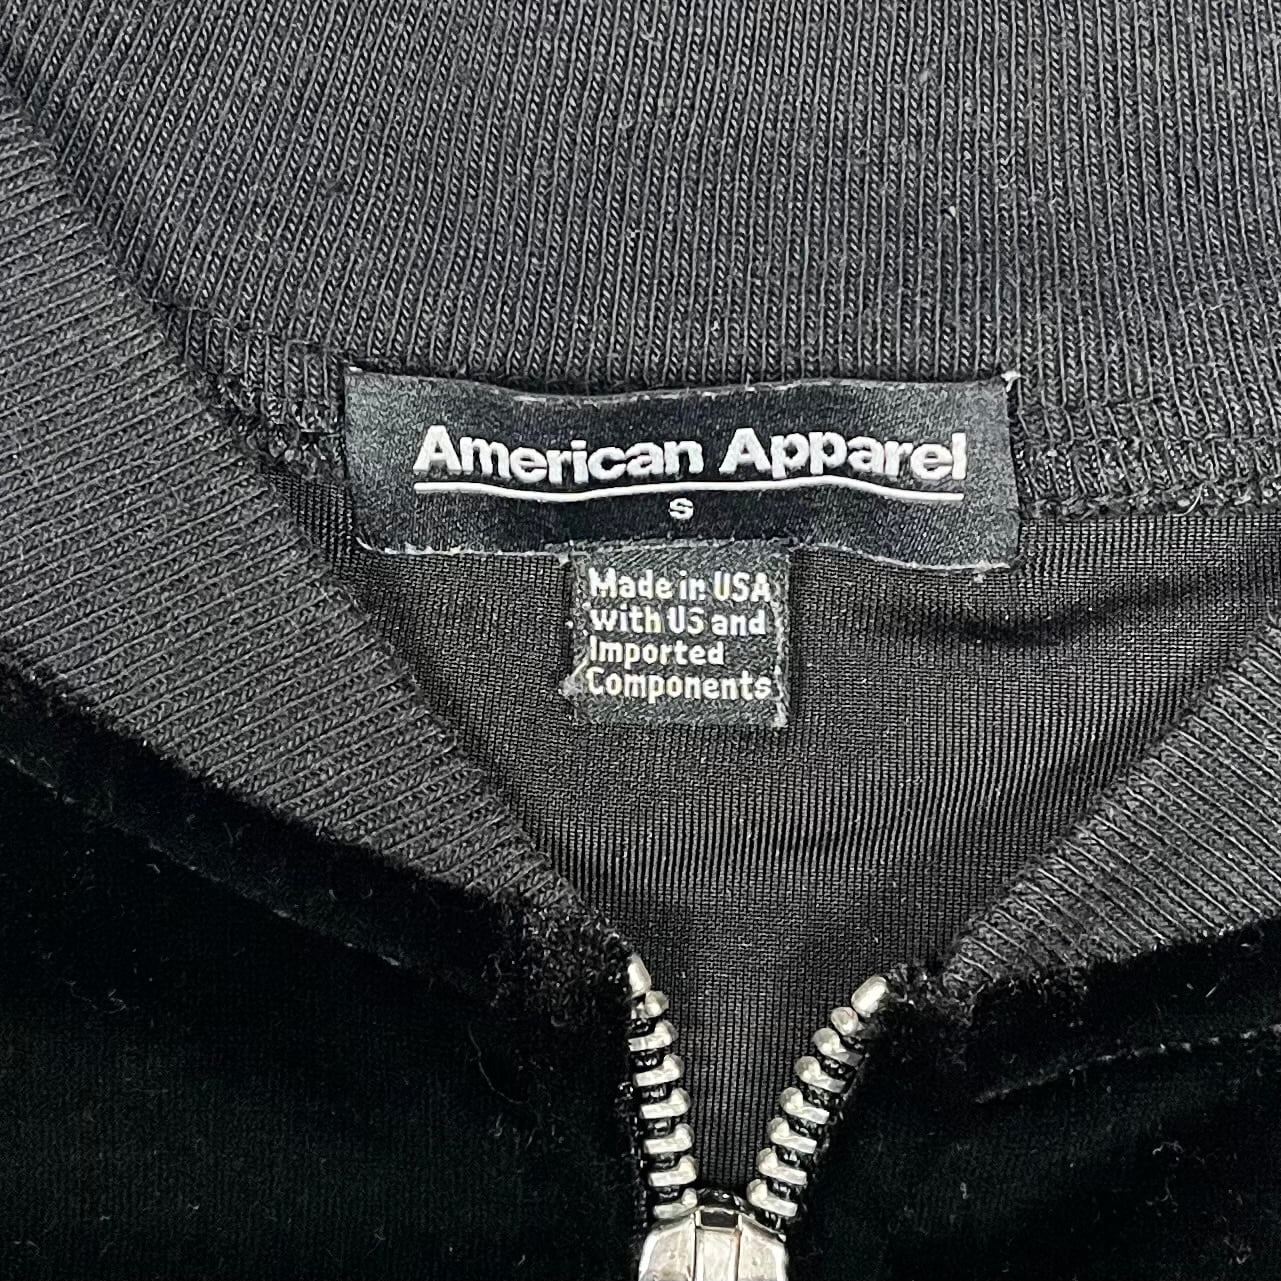 American Apparel
S
Made in USA
with US and
Imported
Components